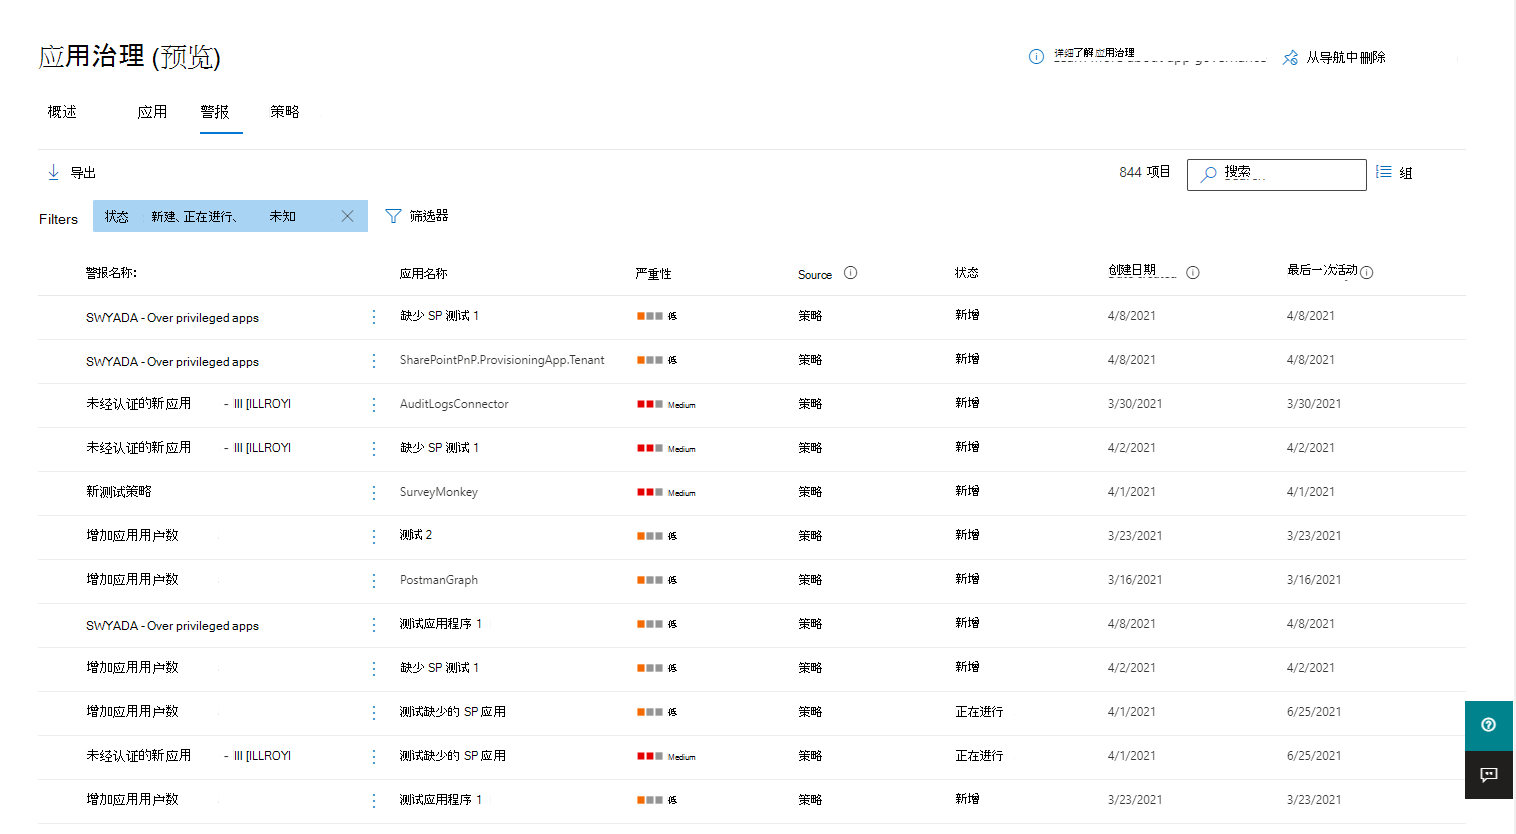 应用治理 (预览)
详细了解应用治理 从导航中删除
概述 应用 警报 策略
导出 844 项目 搜索 组
Filters 状态 新建、正在进行、 未知 筛选器
警报名称: 应用名称 严重性 Source 状态 创建日期 最后一次活动
SWYADA - Over privileged apps 缺少 SP 测试 1 低 策略 新增 4/8/2021 4/8/2021
SWYADA - Over privileged apps SharePointPnP.ProvisioningApp.Tenant 低 策略 新增 4/8/2021 4/8/2021
未经认证的新应用 - III [ILLROYI AuditLogsConnector Medium 策略 新增 3/30/2021 3/30/2021
未经认证的新应用 - III [ILLROYI 缺少 SP 测试 1 Medium 策略 新增 4/2/2021 4/2/2021
新测试策略 SurveyMonkey Medium 策略 新增 4/1/2021 4/1/2021
增加应用用户数 测试 2 低 策略 新增 3/23/2021 3/23/2021
增加应用用户数 PostmanGraph 低 策略 新增 3/16/2021 3/16/2021
SWYADA - Over privileged apps 测试应用程序 1 低 策略 新增 4/8/2021 4/8/2021
增加应用用户数 缺少 SP 测试 1 低 策略 新增 4/2/2021 4/2/2021
增加应用用户数 测试缺少的 SP 应用 低 策略 正在进行 4/1/2021 6/25/2021
未经认证的新应用 - III [ILLROYI 测试缺少的 SP 应用 Medium 策略 正在进行 4/1/2021 6/25/2021
增加应用用户数 测试应用程序 1 低 策略 新增 3/23/2021 3/23/2021